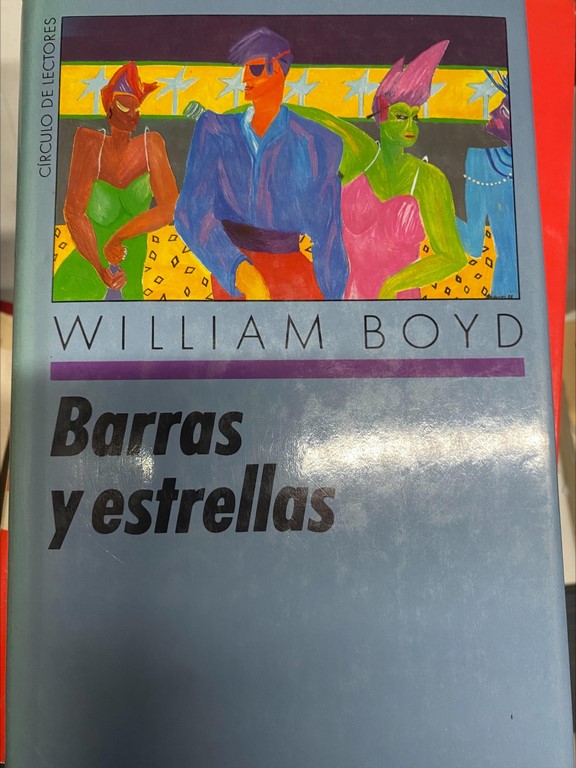 CÍRCULO DE LECTORES
WILLIAM BOYD
Barras
y estrellas